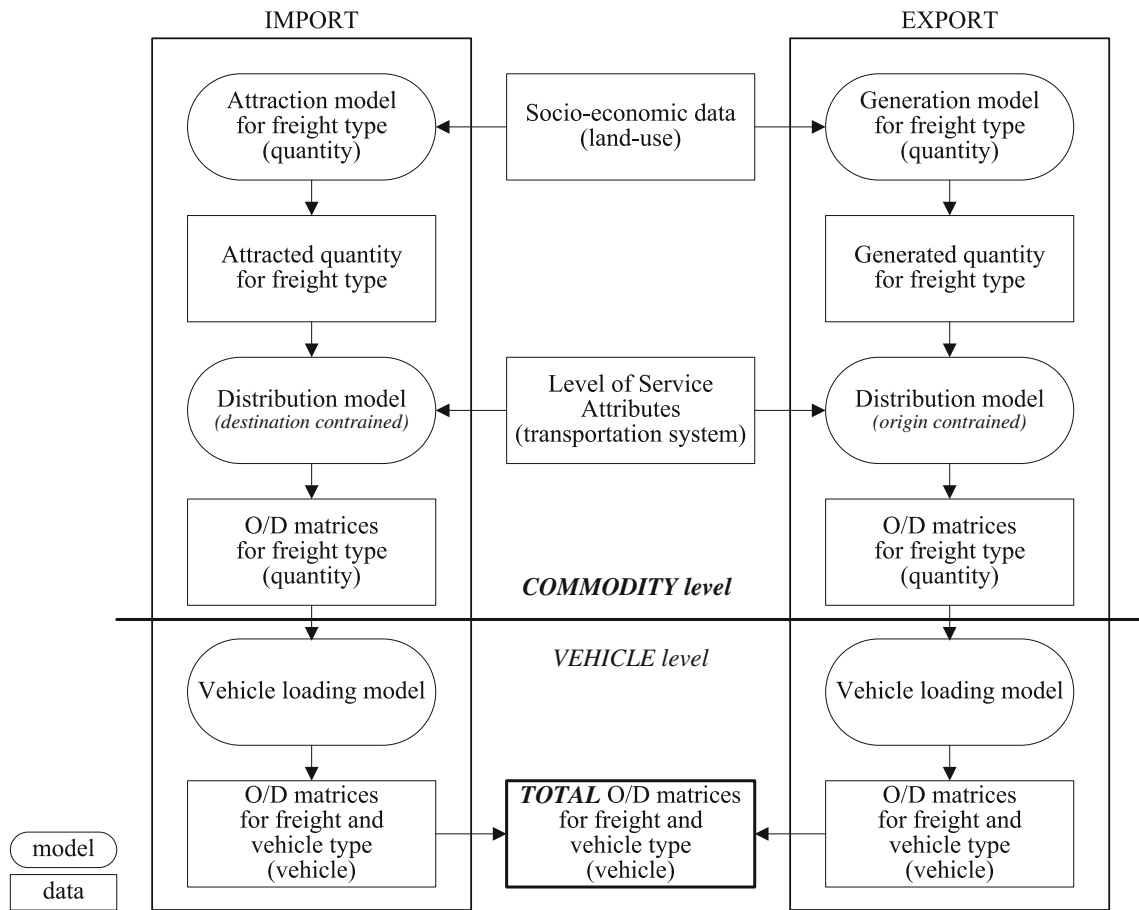 IMPORT
EXPORT
Attraction model
for freight type
(quantity)
Socio-economic data
(land-use)
Generation model
for freight type
(quantity)
Attracted quantity
for freight type
Generated quantity
for freight type
Distribution model
(destination contrained)
Level of Service
Attributes
(transportation system)
Distribution model
(origin contrained)
O/D matrices
for freight type
(quantity)
O/D matrices
for freight type
(quantity)
COMMODITY level
VEHICLE level
Vehicle loading model
Vehicle loading model
O/D matrices
for freight and
vehicle type
(vehicle)
TOTAL O/D matrices
for freight and
vehicle type
(vehicle)
O/D matrices
for freight and
vehicle type
(vehicle)
model
data